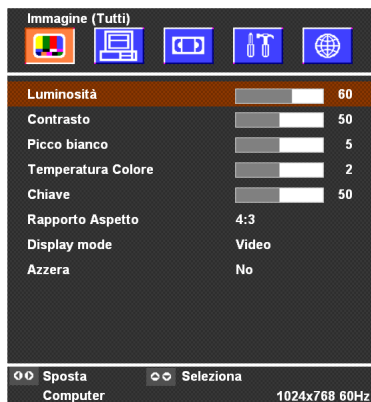 Immagine (Tutti)
Luminosità 60
Contrasto 50
Picco bianco 5
Temperatura Colore 2
Chiave 50
Rapporto Aspetto 4:3
Display mode Video
Azzera No
Sposta Seleziona
Computer 1024x768 60Hz